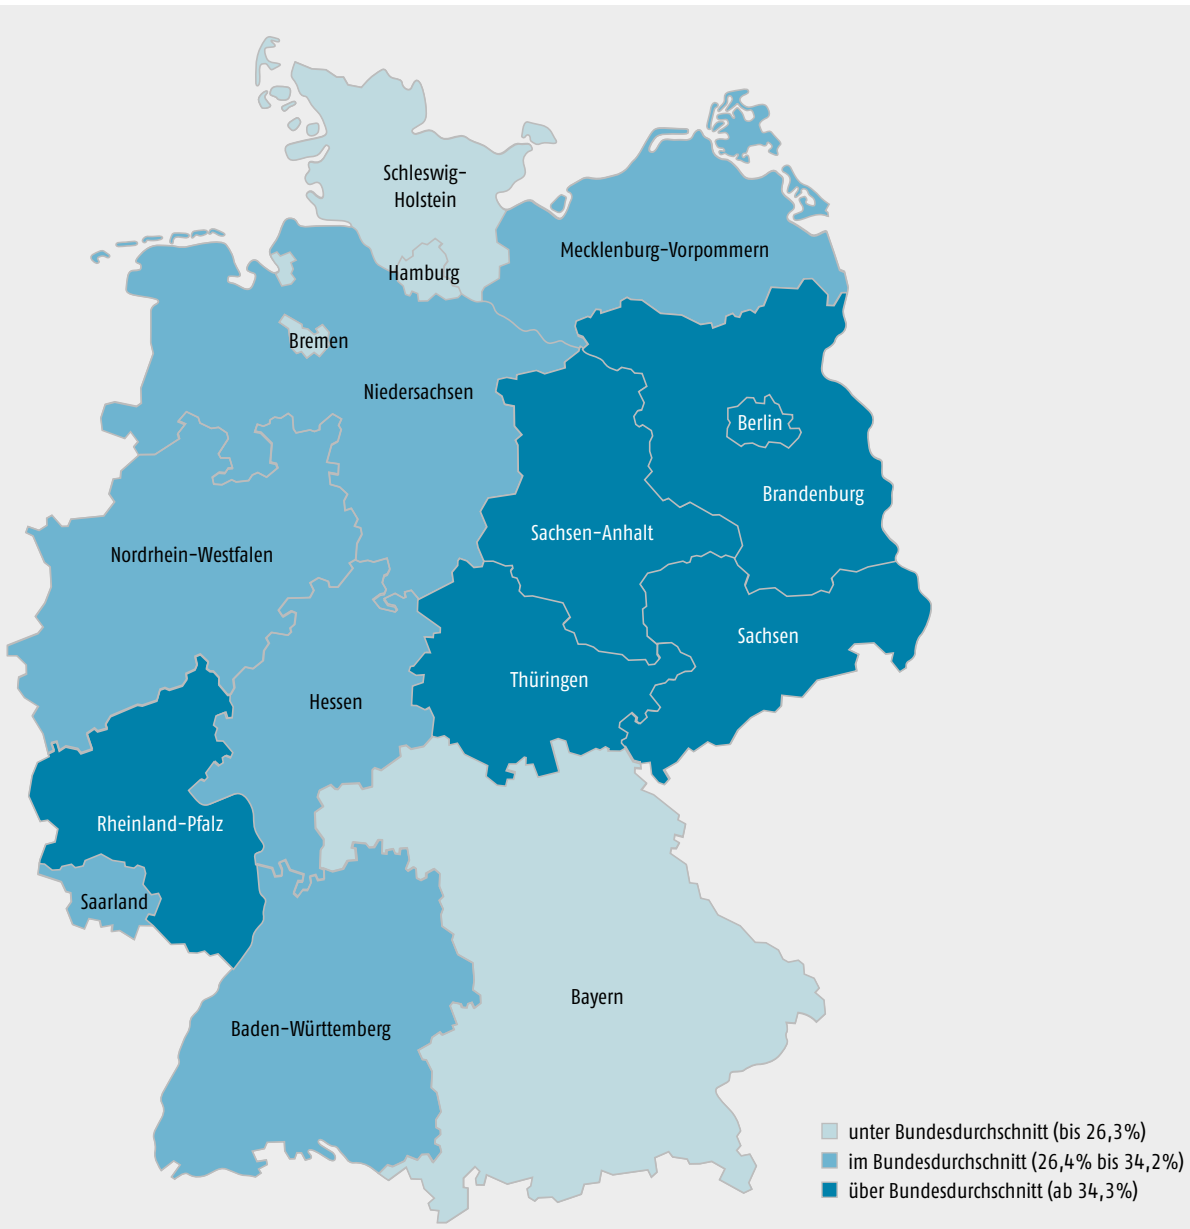 Schleswig-
Holstein
Mecklenburg-Vorpommern
Hamburg
Bremen
Niedersachsen
Berlin
Brandenburg
Sachsen-Anhalt
Nordrhein-Westfalen
Sachsen
Thüringen
Hessen
Rheinland-Pfalz
Saarland
Bayern
Baden-Württemberg
unter Bundesdurchschnitt (bis 26,3%)
im Bundesdurchschnitt (26,4% bis 34,2%)
über Bundesdurchschnitt (ab 34,3%)